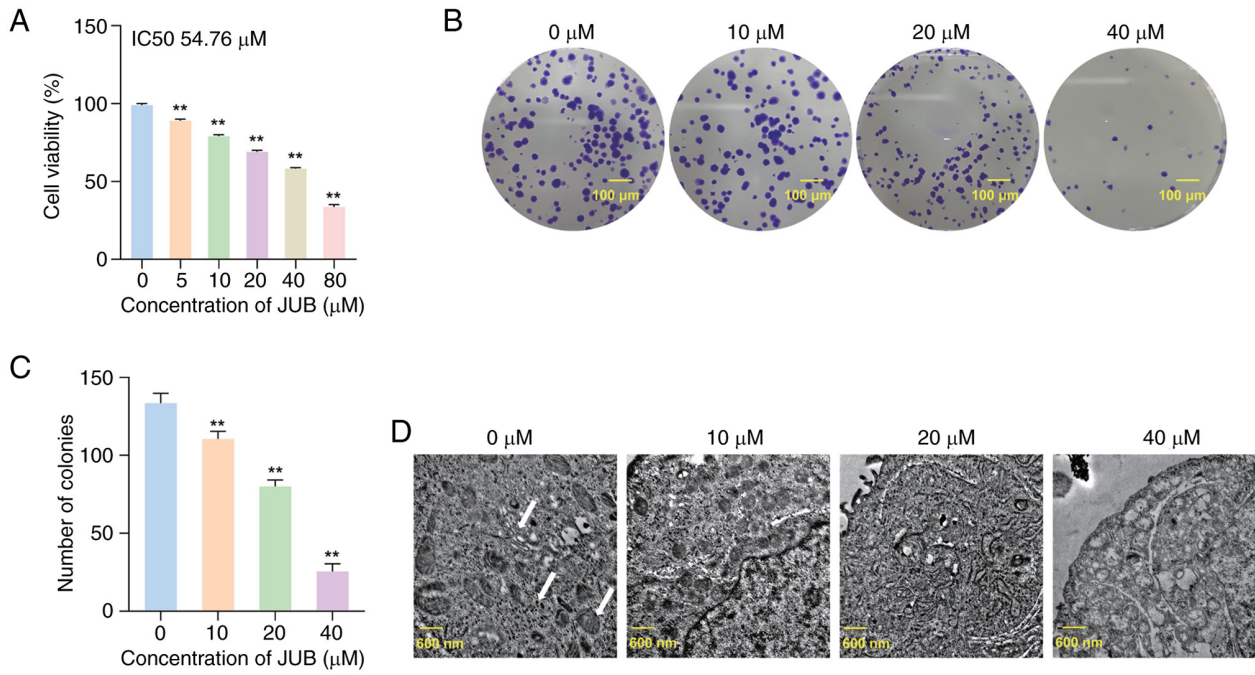 A
150
IC50 54.76 μM
100
50
0
Cell viability (%)
**
**
**
**
**
0 5 10 20 40 80
Concentration of JUB (μM)
B
0 μM 10 μM 20 μM 40 μM
100 μm 100 μm 100 μm 100 μm
C
150
100
50
0
Number of colonies
**
**
**
0 10 20 40
Concentration of JUB (μM)
D
0 μM 10 μM 20 μM 40 μM
600 nm 600 nm 600 nm 600 nm